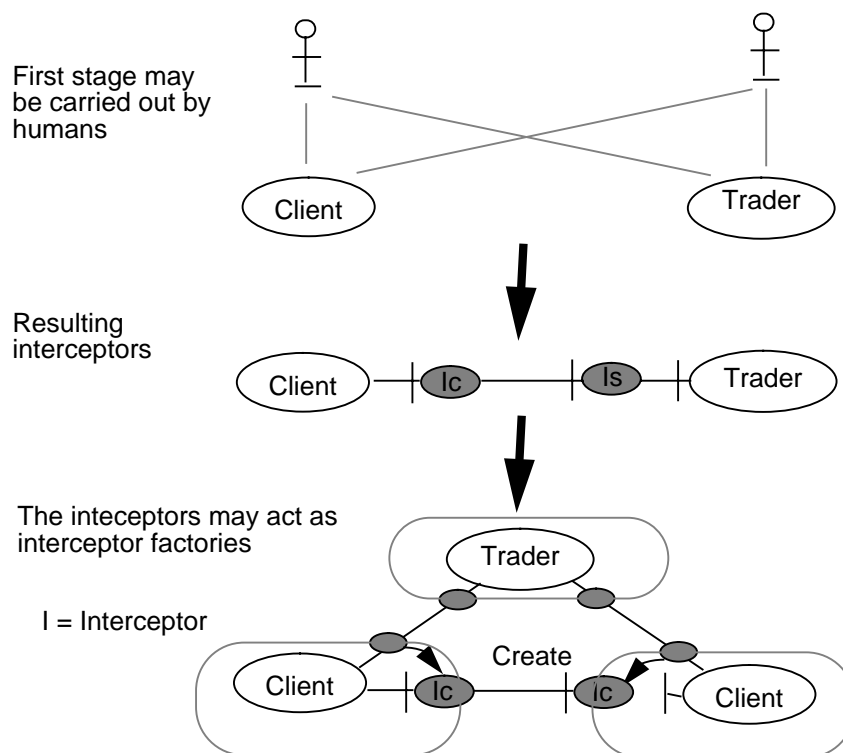 First stage may
be carried out by
humans
Client
Trader
Resulting
interceptors
Client
Ic
Is
Trader
The inteceptors may act as
interceptor factories
Trader
I = Interceptor
Create
Client
Ic
Ic
Client